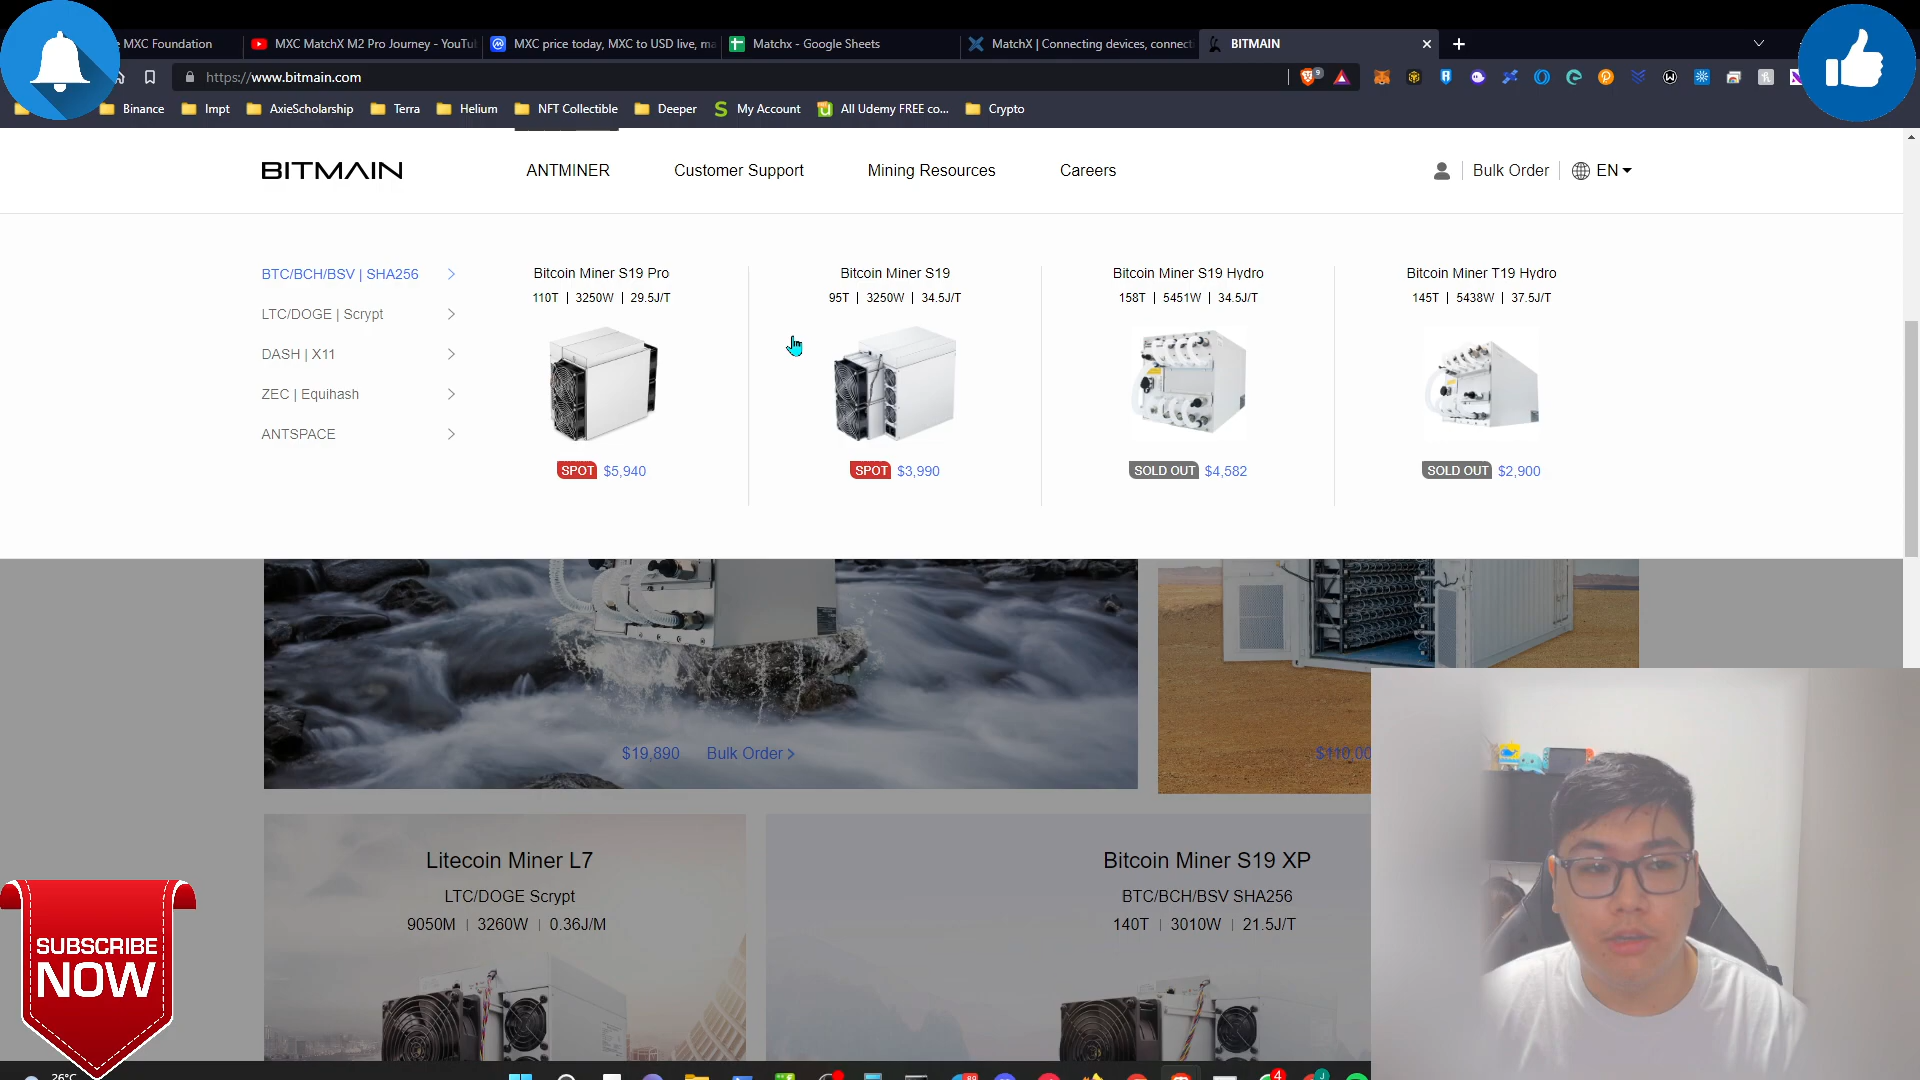 MXC Foundation
MXC MatchX M2 Pro Journey - YouTu
MXC price today, MXC to USD live, ma
Matchx - Google Sheets
MatchX | Connecting devices, connecti
BITMAIN
https://www.bitmain.com
9
Binance
Impt
AxieScholarship
Terra
Helium
NFT Collectible
Deeper
My Account
All Udemy FREE co...
Crypto
BITMAIN
ANTMINER
Customer Support
Mining Resources
Careers
Bulk Order
EN
BTC/BCH/BSV | SHA256
LTC/DOGE | Scrypt
DASH | X11
ZEC | Equihash
ANTSPACE
Bitcoin Miner S19 Pro
110T | 3250W | 29.5J/T
SPOT $5,940
Bitcoin Miner S19
95T | 3250W | 34.5J/T
SPOT $3,990
Bitcoin Miner S19 Hydro
158T | 5451W | 34.5J/T
SOLD OUT $4,582
Bitcoin Miner T19 Hydro
145T | 5438W | 37.5J/T
SOLD OUT $2,900
$19,890 Bulk Order >
$110,00
Litecoin Miner L7
LTC/DOGE Scrypt
9050M | 3260W | 0.36J/M
Bitcoin Miner S19 XP
BTC/BCH/BSV SHA256
140T | 3010W | 21.5J/T
SUBSCRIBE
NOW
26°C